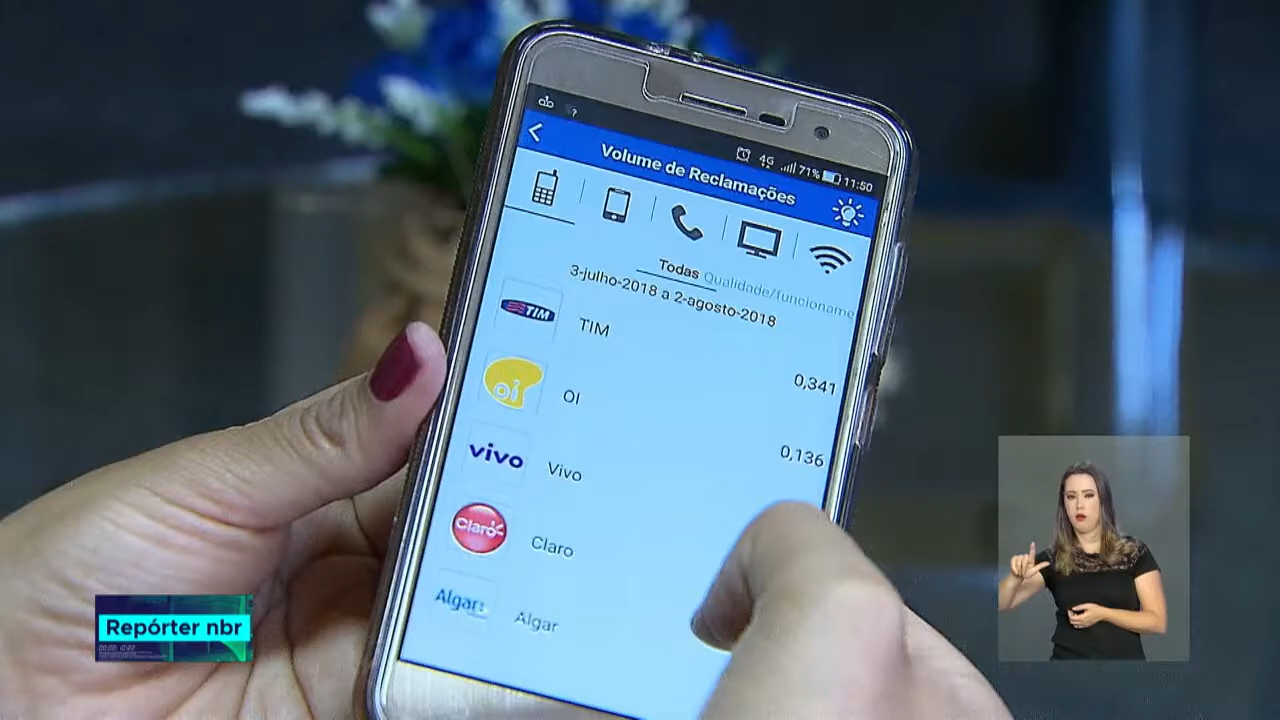 4G 71% 11:50
Volume de Reclamações
Todas Qualidade/funcioname
3-julho-2018 a 2-agosto-2018
TIM TIM
0,341
oi OI
0,136
vivo Vivo
Claro Claro
Algar Algar
Repórter nbr